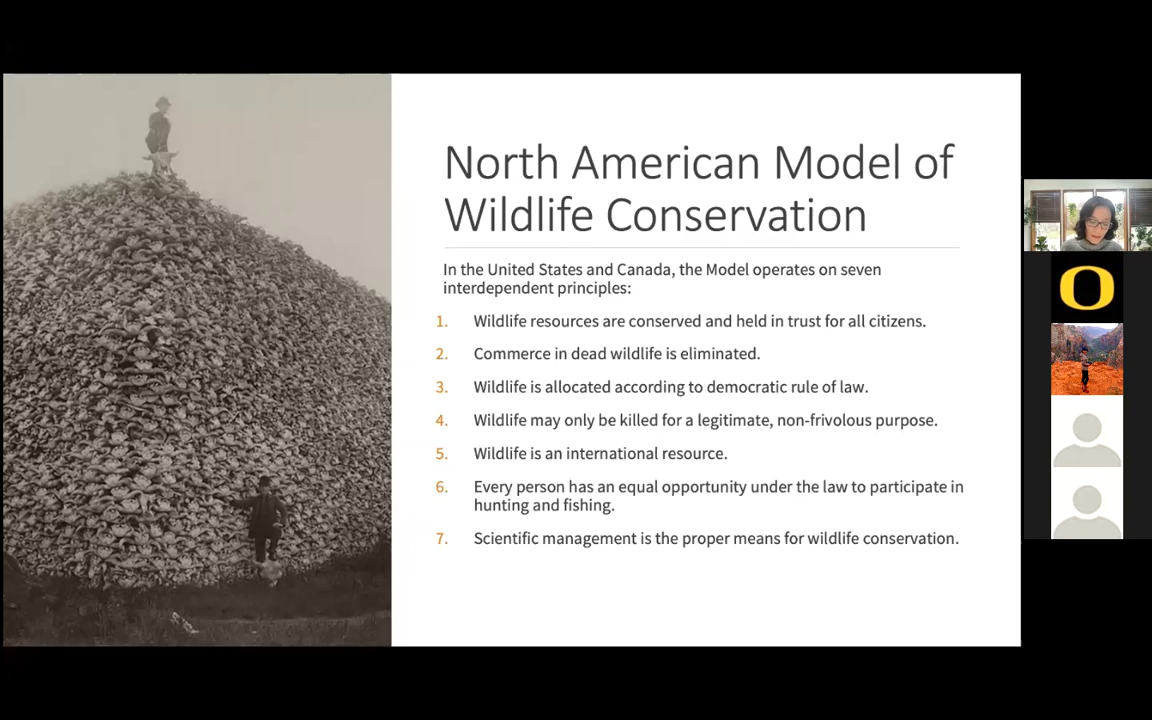 North American Model of
Wildlife Conservation
In the United States and Canada, the Model operates on seven
interdependent principles:
1. Wildlife resources are conserved and held in trust for all citizens.
2. Commerce in dead wildlife is eliminated.
3. Wildlife is allocated according to democratic rule of law.
4. Wildlife may only be killed for a legitimate, non-frivolous purpose.
5. Wildlife is an international resource.
6. Every person has an equal opportunity under the law to participate in
hunting and fishing.
7. Scientific management is the proper means for wildlife conservation.
O